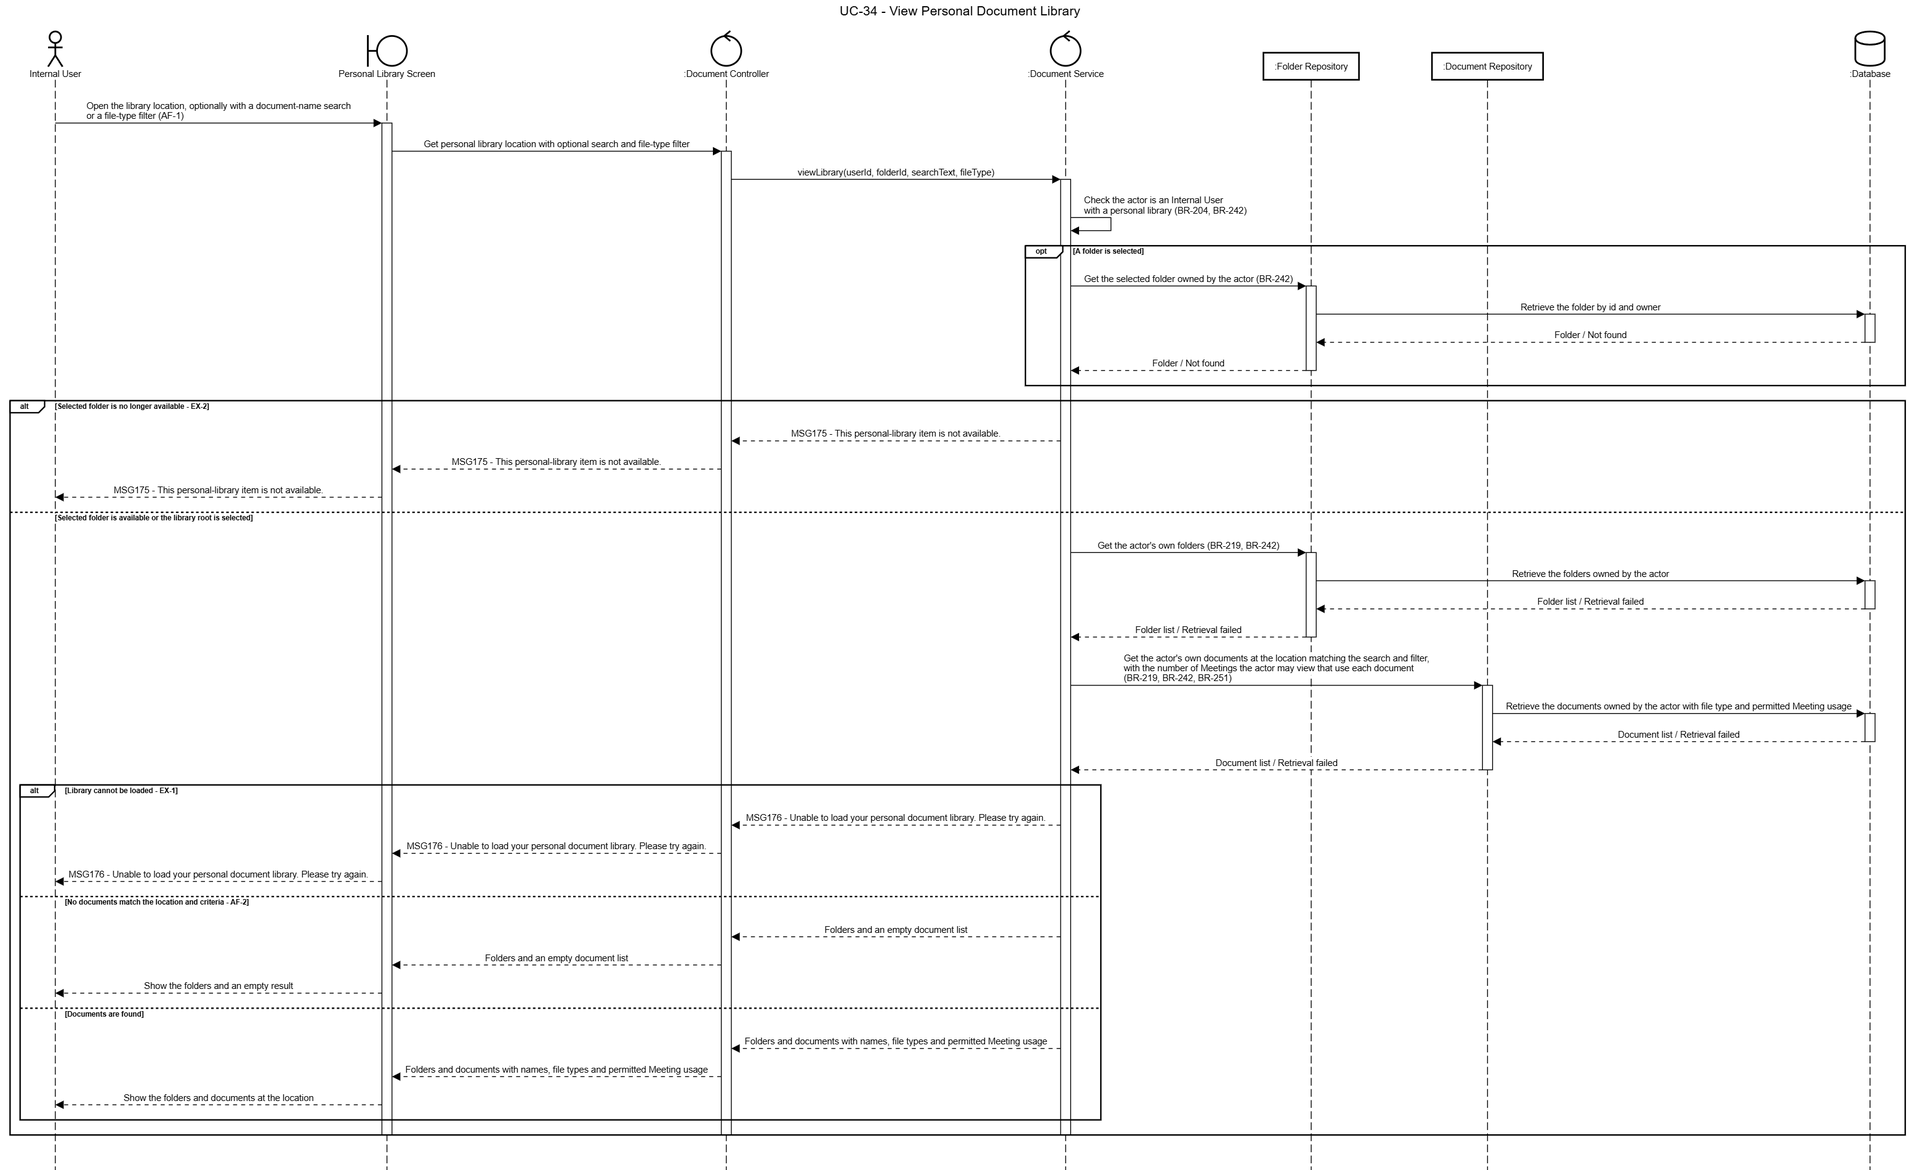 UC-34 - View Personal Document Library
Internal User
Personal Library Screen
:Document Controller
:Document Service
:Folder Repository
:Document Repository
:Database
Open the library location, optionally with a document-name search
or a file-type filter (AF-1)
Get personal library location with optional search and file-type filter
viewLibrary(userId, folderId, searchText, fileType)
Check the actor is an Internal User
with a personal library (BR-204, BR-242)
opt
[A folder is selected]
Get the selected folder owned by the actor (BR-242)
Retrieve the folder by id and owner
Folder / Not found
Folder / Not found
alt
[Selected folder is no longer available - EX-2]
MSG175 - This personal-library item is not available.
MSG175 - This personal-library item is not available.
MSG175 - This personal-library item is not available.
[Selected folder is available or the library root is selected]
Get the actor's own folders (BR-219, BR-242)
Retrieve the folders owned by the actor
Folder list / Retrieval failed
Folder list / Retrieval failed
Get the actor's own documents at the location matching the search and filter,
with the number of Meetings the actor may view that use each document
(BR-219, BR-242, BR-251)
Retrieve the documents owned by the actor with file type and permitted Meeting usage
Document list / Retrieval failed
Document list / Retrieval failed
alt
[Library cannot be loaded - EX-1]
MSG176 - Unable to load your personal document library. Please try again.
MSG176 - Unable to load your personal document library. Please try again.
MSG176 - Unable to load your personal document library. Please try again.
[No documents match the location and criteria - AF-2]
Folders and an empty document list
Folders and an empty document list
Show the folders and an empty result
[Documents are found]
Folders and documents with names, file types and permitted Meeting usage
Folders and documents with names, file types and permitted Meeting usage
Show the folders and documents at the location